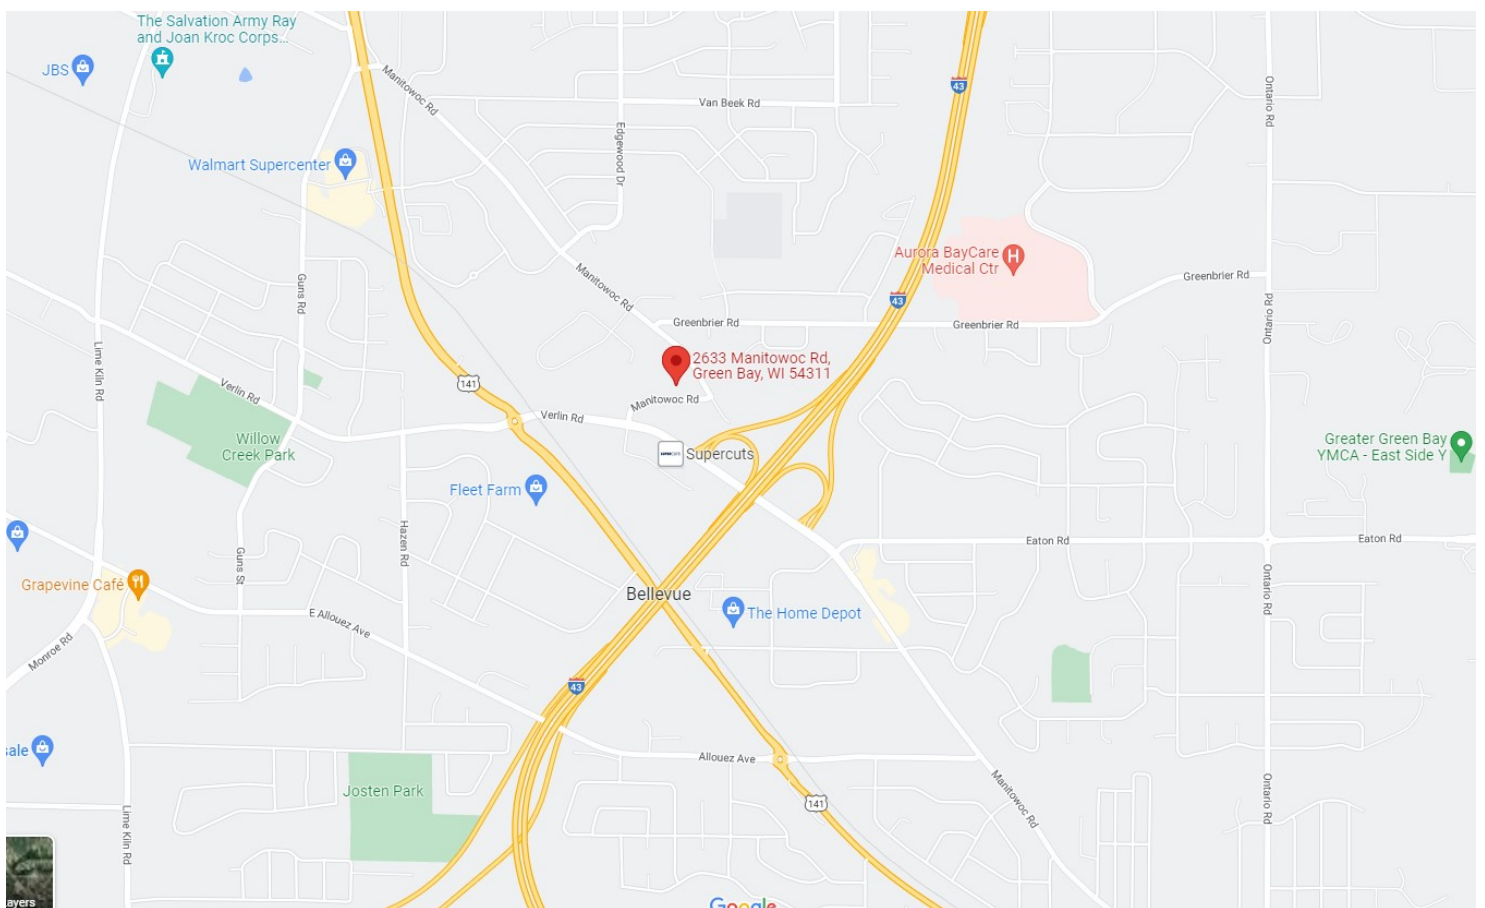 The Salvation Army Ray
and Joan Kroc Corps...
JBS
Manitowoc Rd
43
Ontario Rd
Van Beek Rd
Edgewood Dr
Walmart Supercenter
Aurora BayCare
Medical Ctr
H
Manitowoc Rd
Guns Rd
Greenbrier Rd
43
Ontario Rd
Greenbrier Rd
Greenbrier Rd
Lime Kiln Rd
2633 Manitowoc Rd,
Green Bay, WI 54311
141
Verlin Rd
Manitowoc Rd
Verlin Rd
Willow
Creek Park
Supercuts
Greater Green Bay
YMCA - East Side Y
Fleet Farm
Hazen Rd
Guns St
Eaton Rd
Eaton Rd
Grapevine Café
Bellevue
The Home Depot
Ontario Rd
E Allouez Ave
Monroe Rd
43
sale
Allouez Ave
Josten Park
Manitowoc Rd
141
Ontario Rd
Lime Kiln Rd
ayers
Google